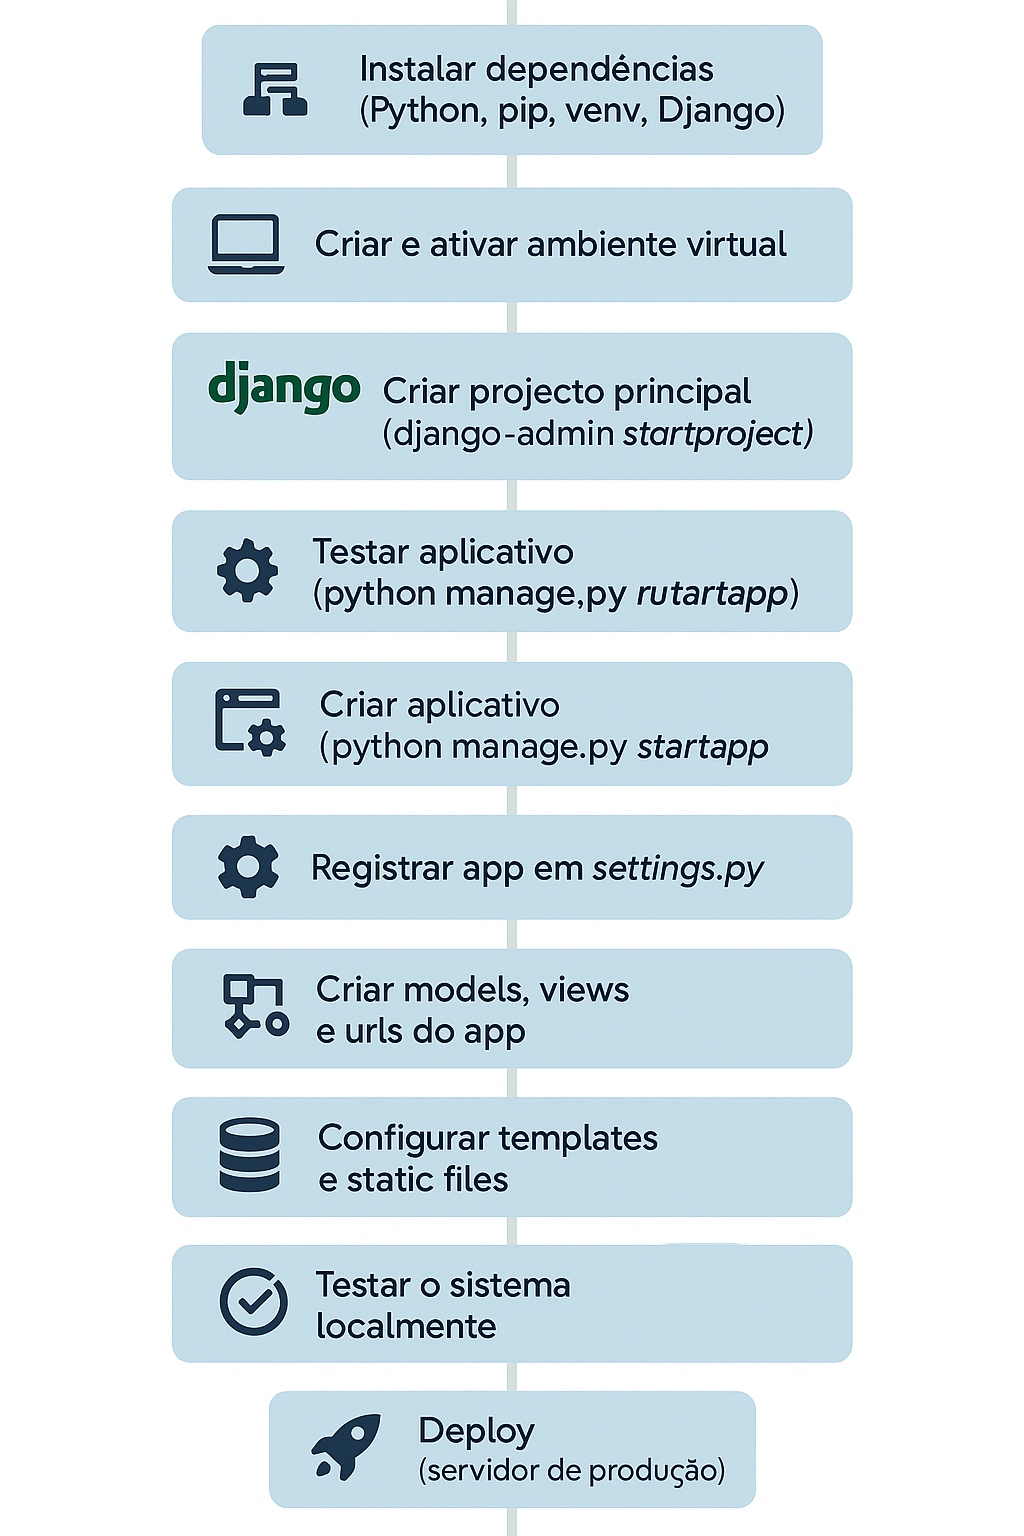 Instalar dependéncias
(Python, pip, venv, Django)
Criar e ativar ambiente virtual
django
Criar projecto principal
(django-admin startproject)
Testar aplicativo
(python manage,py rutartapp)
Criar aplicativo
(python manage.py startapp
Registrar app em settings.py
Criar models, views
e urls do app
Configurar templates
e static files
Testar o sistema
localmente
Deploy
(servidor de produção)